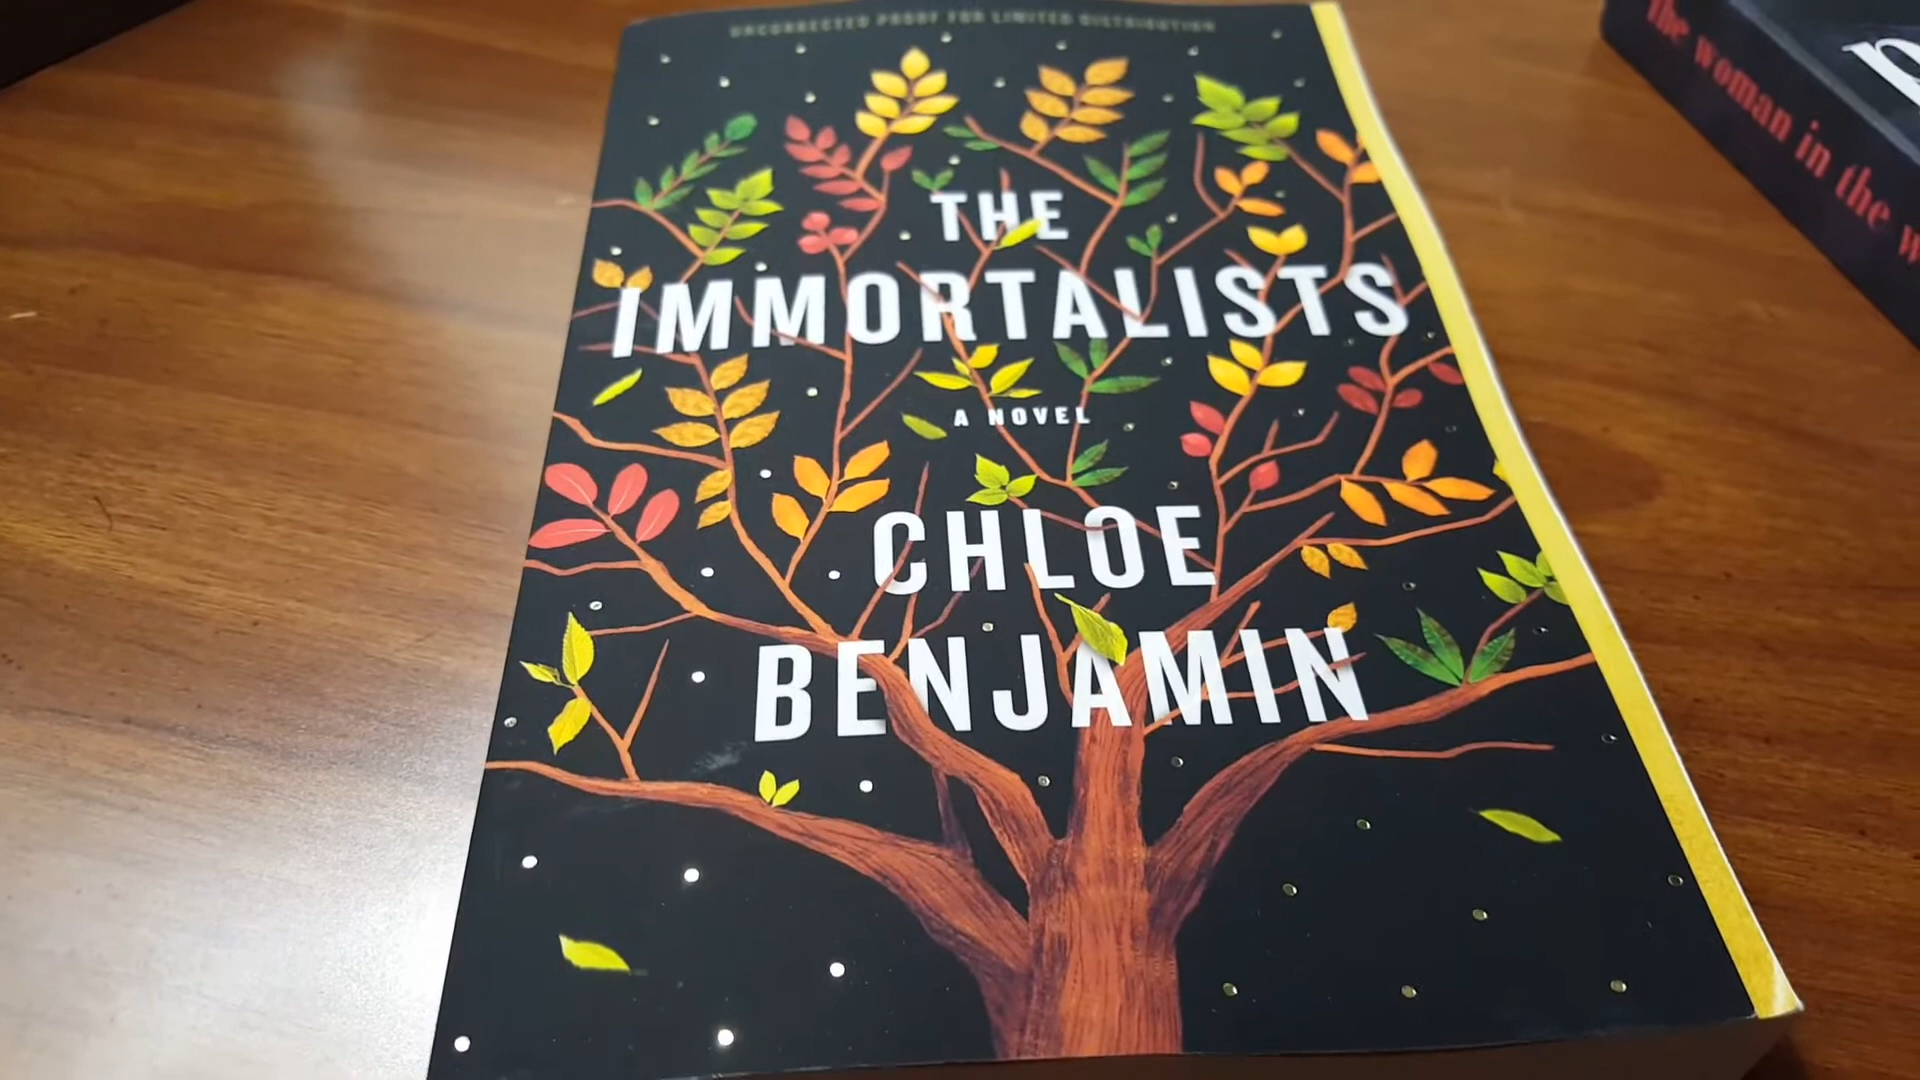 UNCORRECTED PROOF FOR LIMITED DISTRIBUTION
THE
IMMORTALISTS
A NOVEL
CHLOE
BENJAMIN
the woman in the w